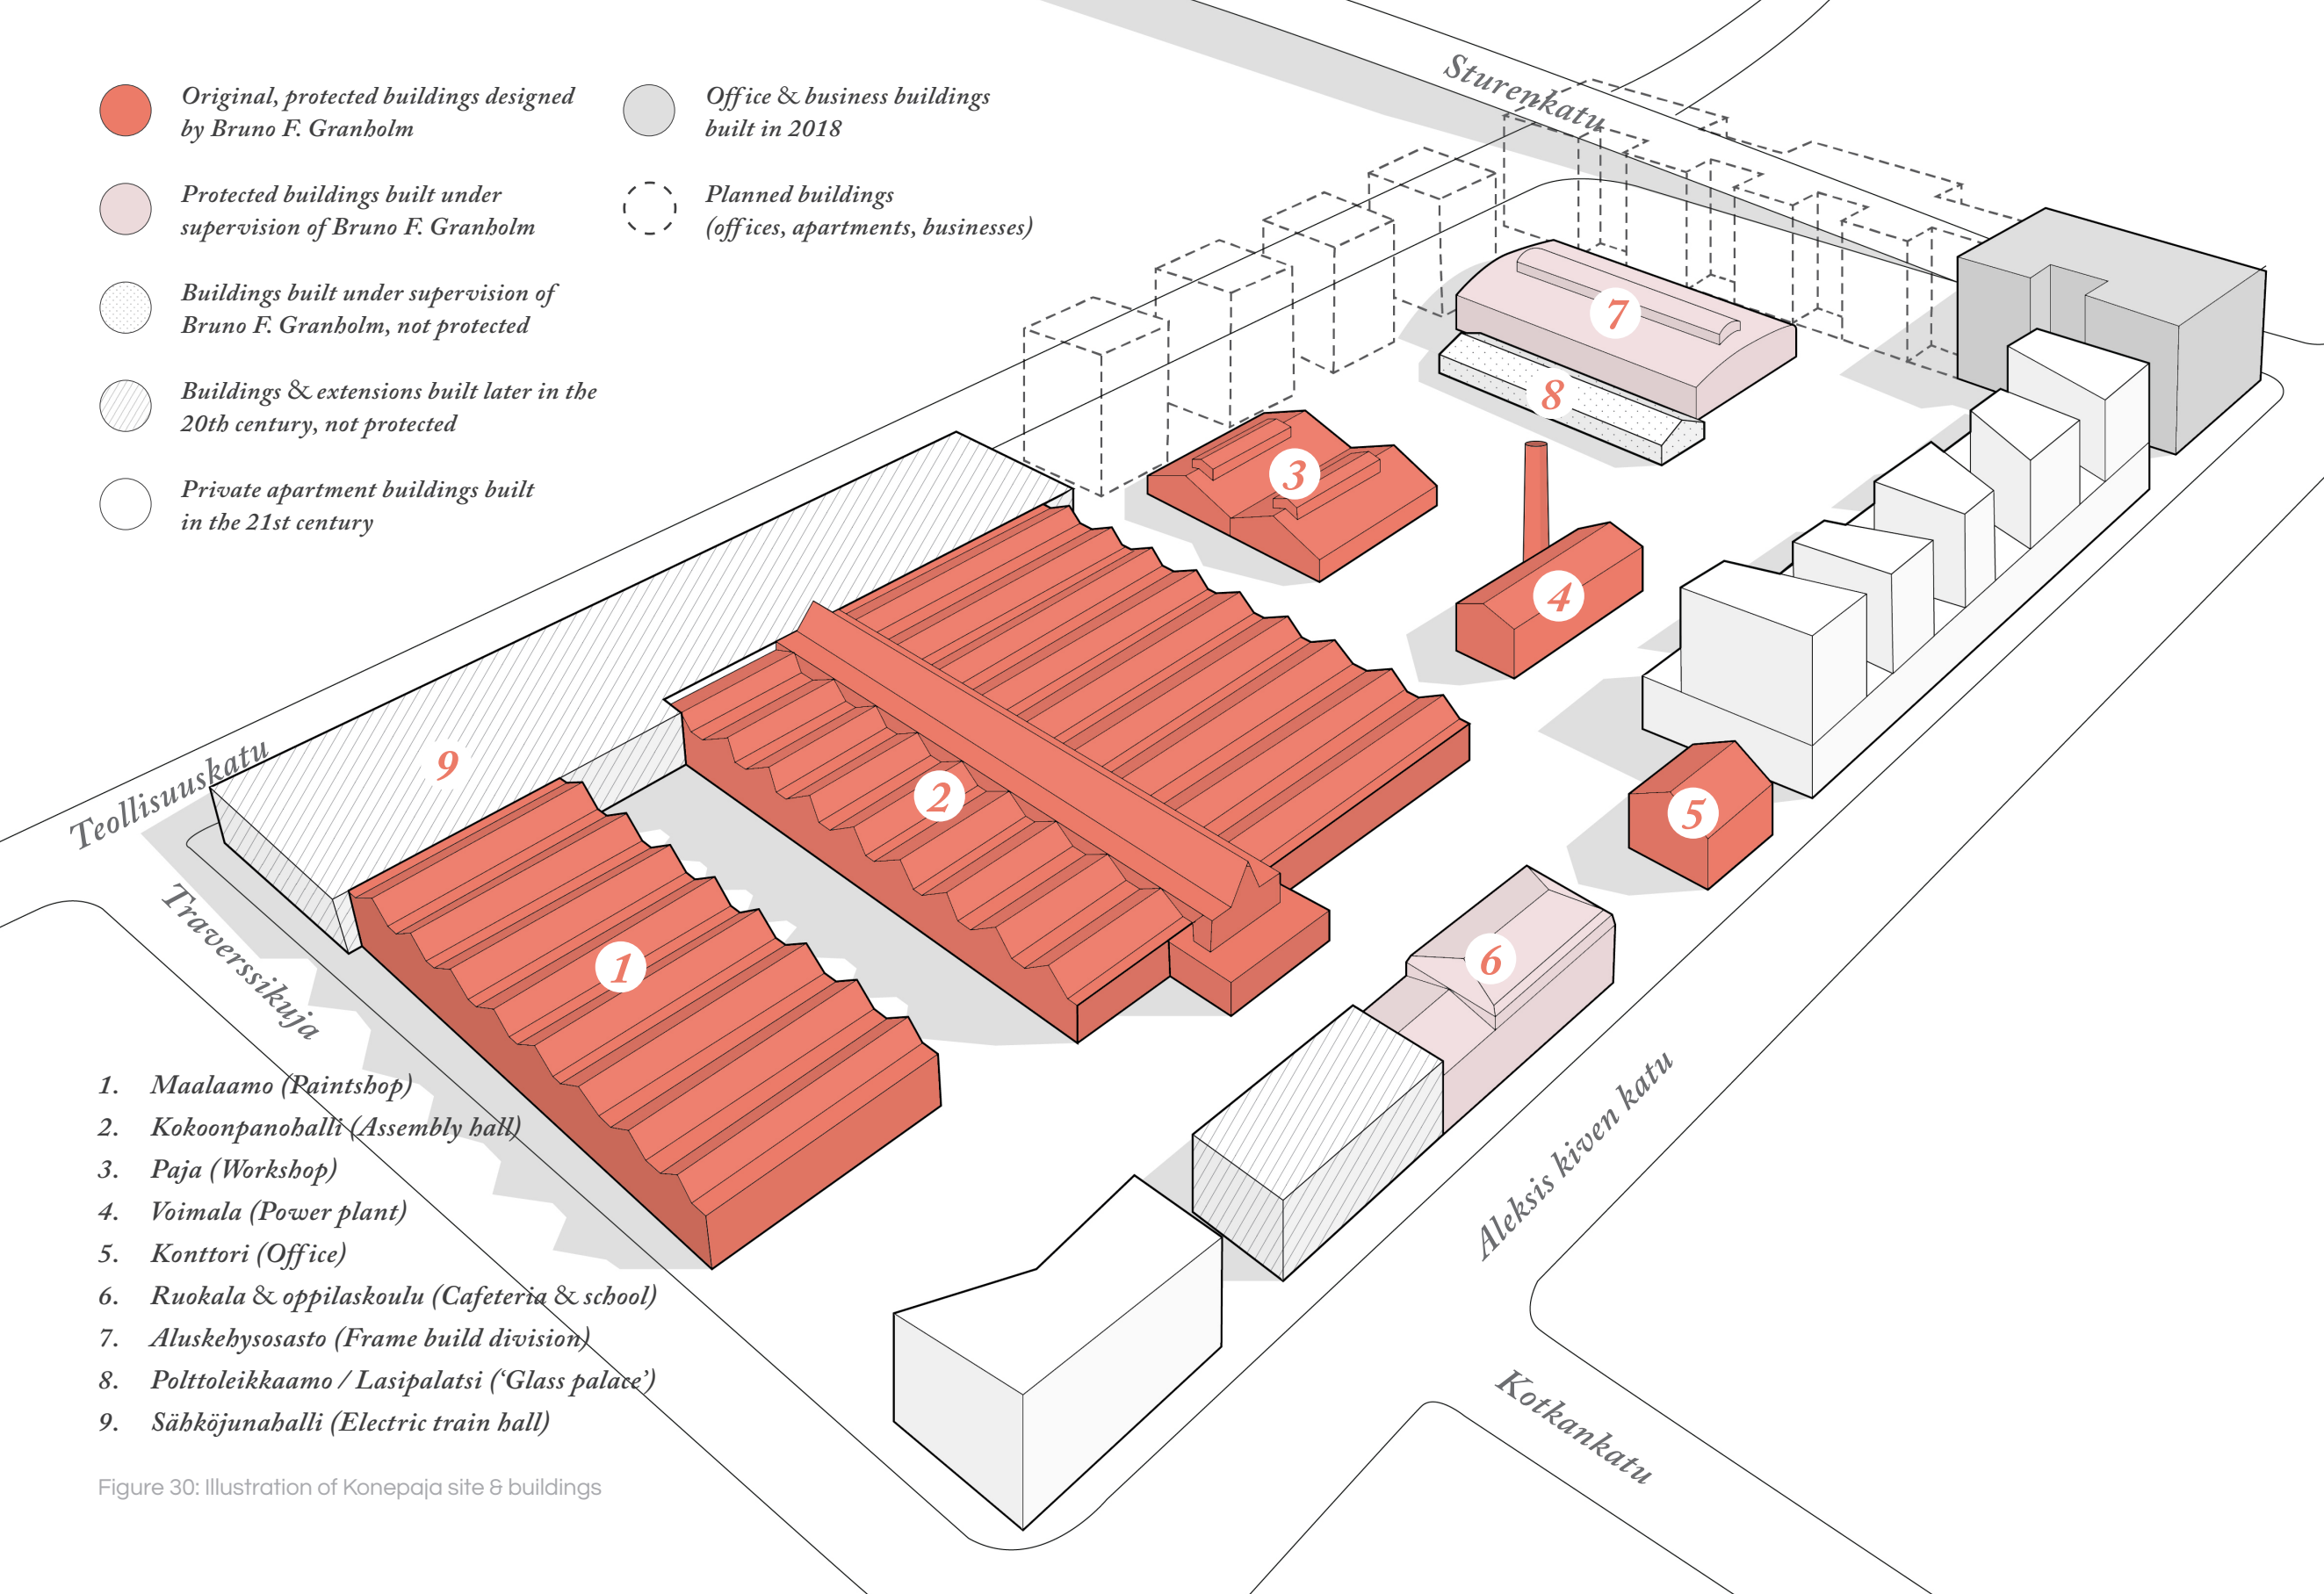 Original, protected buildings designed
by Bruno F. Granholm
Protected buildings built under
supervision of Bruno F. Granholm
Buildings built under supervision of
Bruno F. Granholm, not protected
Buildings & extensions built later in the
20th century, not protected
Private apartment buildings built
in the 21st century
Office & business buildings
built in 2018
Planned buildings
(offices, apartments, businesses)
Sturenkatu
7
8
3
4
9
Teollisuuskatu
2
5
1
6
Traverssikuja
Aleksis kiven katu
Kotkankatu
1. Maalaamo (Paintshop)
2. Kokoonpanohalli (Assembly hall)
3. Paja (Workshop)
4. Voimala (Power plant)
5. Konttori (Office)
6. Ruokala & oppilaskoulu (Cafeteria & school)
7. Aluskehysosasto (Frame build division)
8. Polttoleikkaamo / Lasipalatsi (‘Glass palace’)
9. Sähköjunahalli (Electric train hall)
Figure 30: Illustration of Konepaja site & buildings